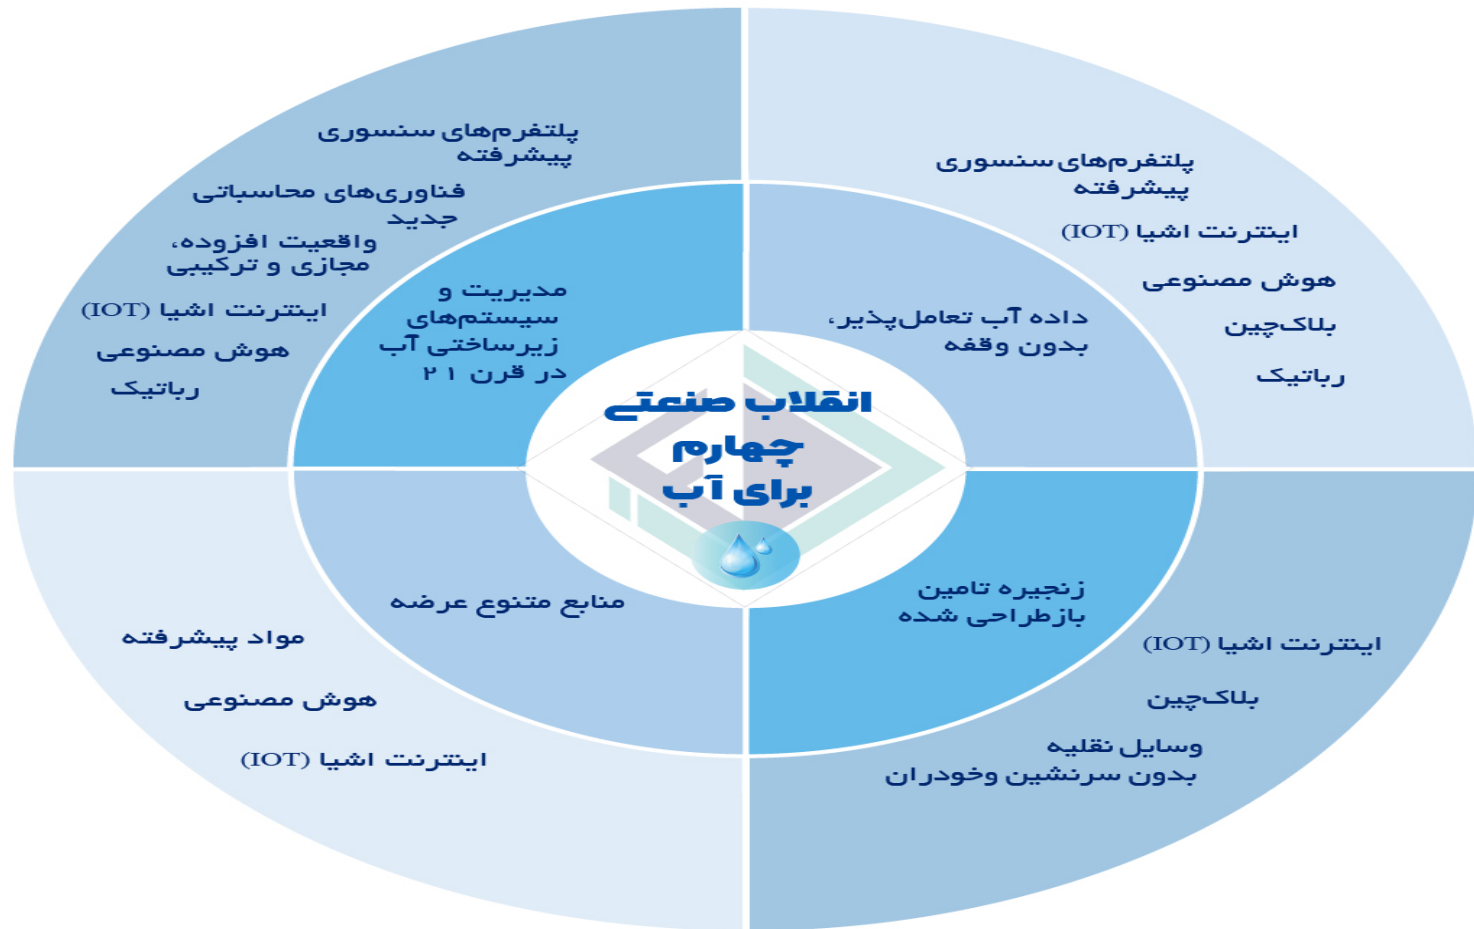 انقلاب صنعتی
چهارم
برای آب
داده آب تعامل‌پذیر،
بدون وقفه
پلتفرم‌های سنسوری
پیشرفته
اینترنت اشیا (IOT)
هوش مصنوعی
بلاک‌چین
رباتیک
زنجیره تامین
بازطراحی شده
اینترنت اشیا (IOT)
بلاک‌چین
وسایل نقلیه
بدون سرنشین وخودران
مدیریت و
سیستم‌های
زیرساختی آب
در قرن ۲۱
پلتفرم‌های سنسوری
پیشرفته
فناوری‌های محاسباتی
جدید
واقعیت افزوده،
مجازی و ترکیبی
اینترنت اشیا (IOT)
هوش مصنوعی
رباتیک
منابع متنوع عرضه
مواد پیشرفته
هوش مصنوعی
اینترنت اشیا (IOT)